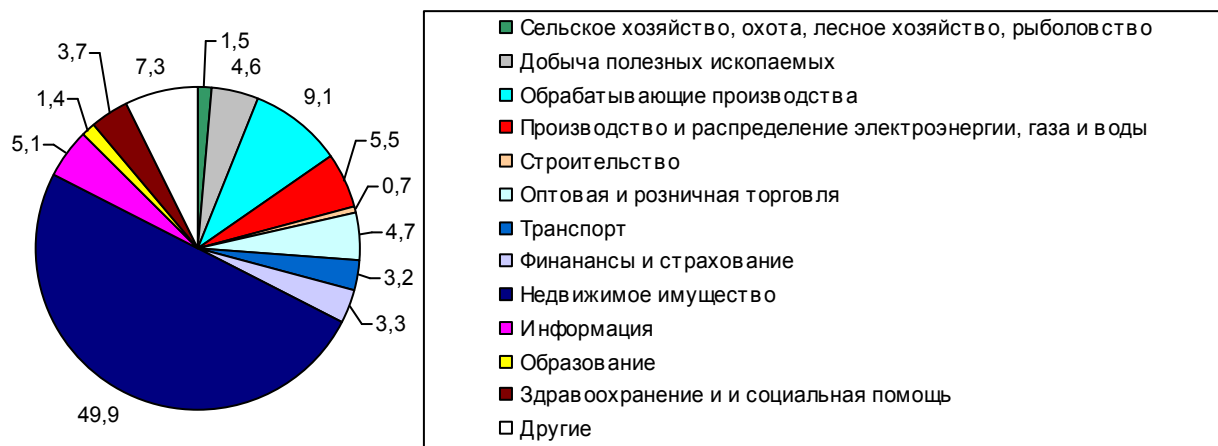 1,5
4,6
9,1
5,5
0,7
4,7
3,2
3,3
49,9
5,1
1,4
3,7
7,3
Сельское хозяйство, охота, лесное хозяйство, рыболовство
Добыча полезных ископаемых
Обрабатывающие производства
Производство и распределение электроэнергии, газа и воды
Строительство
Оптовая и розничная торговля
Транспорт
Финанансы и страхование
Недвижимое имущество
Информация
Образование
Здравоохранение и и социальная помощь
Другие